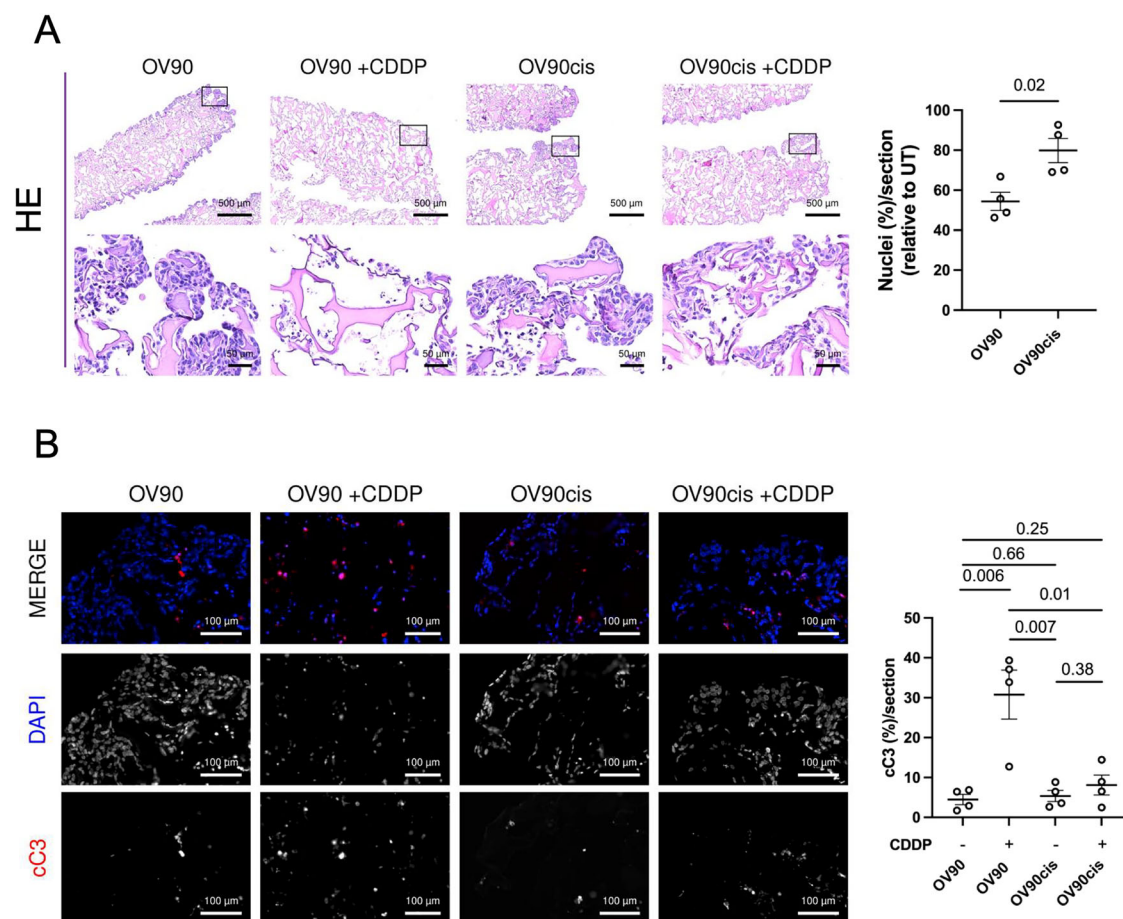 A
OV90
OV90 +CDDP
OV90cis
OV90cis +CDDP
HE
500 µm
500 µm
500 µm
500 µm
50 µm
50 µm
50 µm
50 µm
0.02
Nuclei (%)/section
(relative to UT)
100
80
60
40
20
0
OV90
OV90cis
B
OV90
OV90 +CDDP
OV90cis
OV90cis +CDDP
MERGE
100 µm
100 µm
100 µm
100 µm
DAPI
100 µm
100 µm
100 µm
100 µm
cC3
100 µm
100 µm
100 µm
100 µm
0.25
0.66
0.006
0.01
0.007
0.38
cC3 (%)/section
50
40
30
20
10
0
CDDP - + - +
OV90
OV90
OV90cis
OV90cis